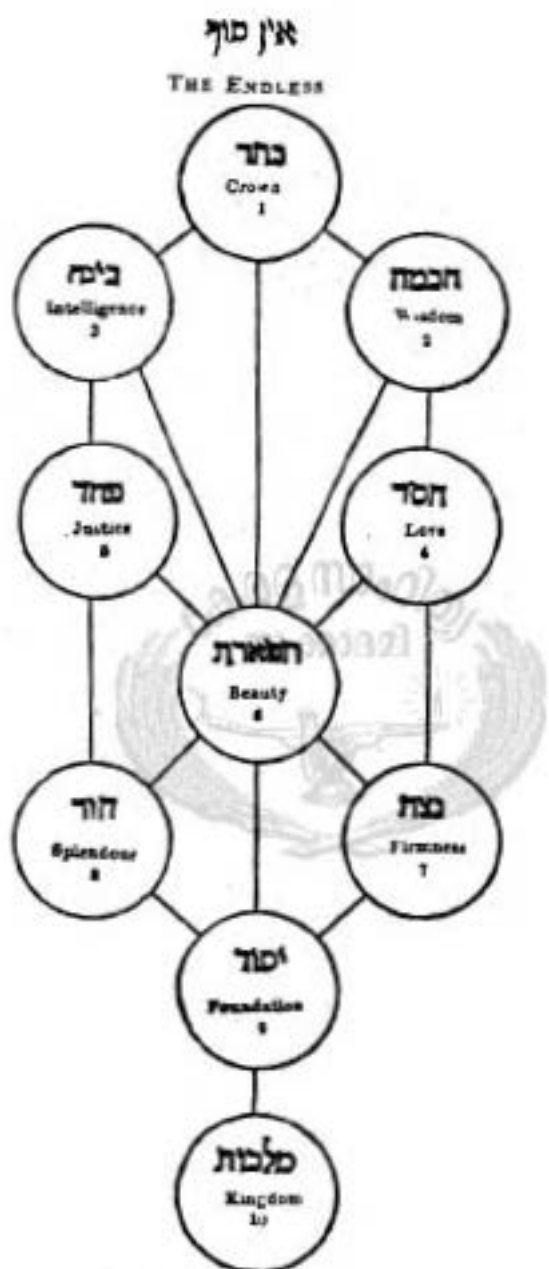 אין סוף
THE ENDLESS
כתר
Crown
1
בינה
Intelligence
3
חכמה
Wisdom
2
פחד
Justice
5
חסד
Love
4
תפארת
Beauty
6
הוד
Splendour
8
נצח
Firmness
7
יסוד
Foundation
9
מלכות
Kingdom
10